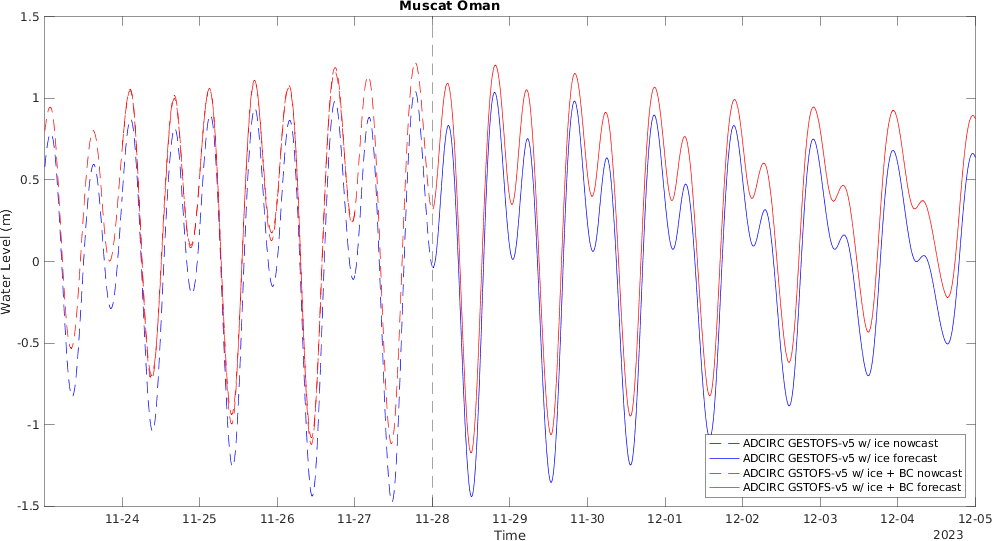 Muscat Oman
1.5
1
0.5
0
-0.5
-1
-1.5
Water Level (m)
11-24 11-25 11-26 11-27 11-28 11-29 11-30 12-01 12-02 12-03 12-04 12-05
Time
2023
ADCIRC GESTOFS-v5 w/ ice nowcast
ADCIRC GESTOFS-v5 w/ ice forecast
ADCIRC GSTOFS-v5 w/ ice + BC nowcast
ADCIRC GSTOFS-v5 w/ ice + BC forecast